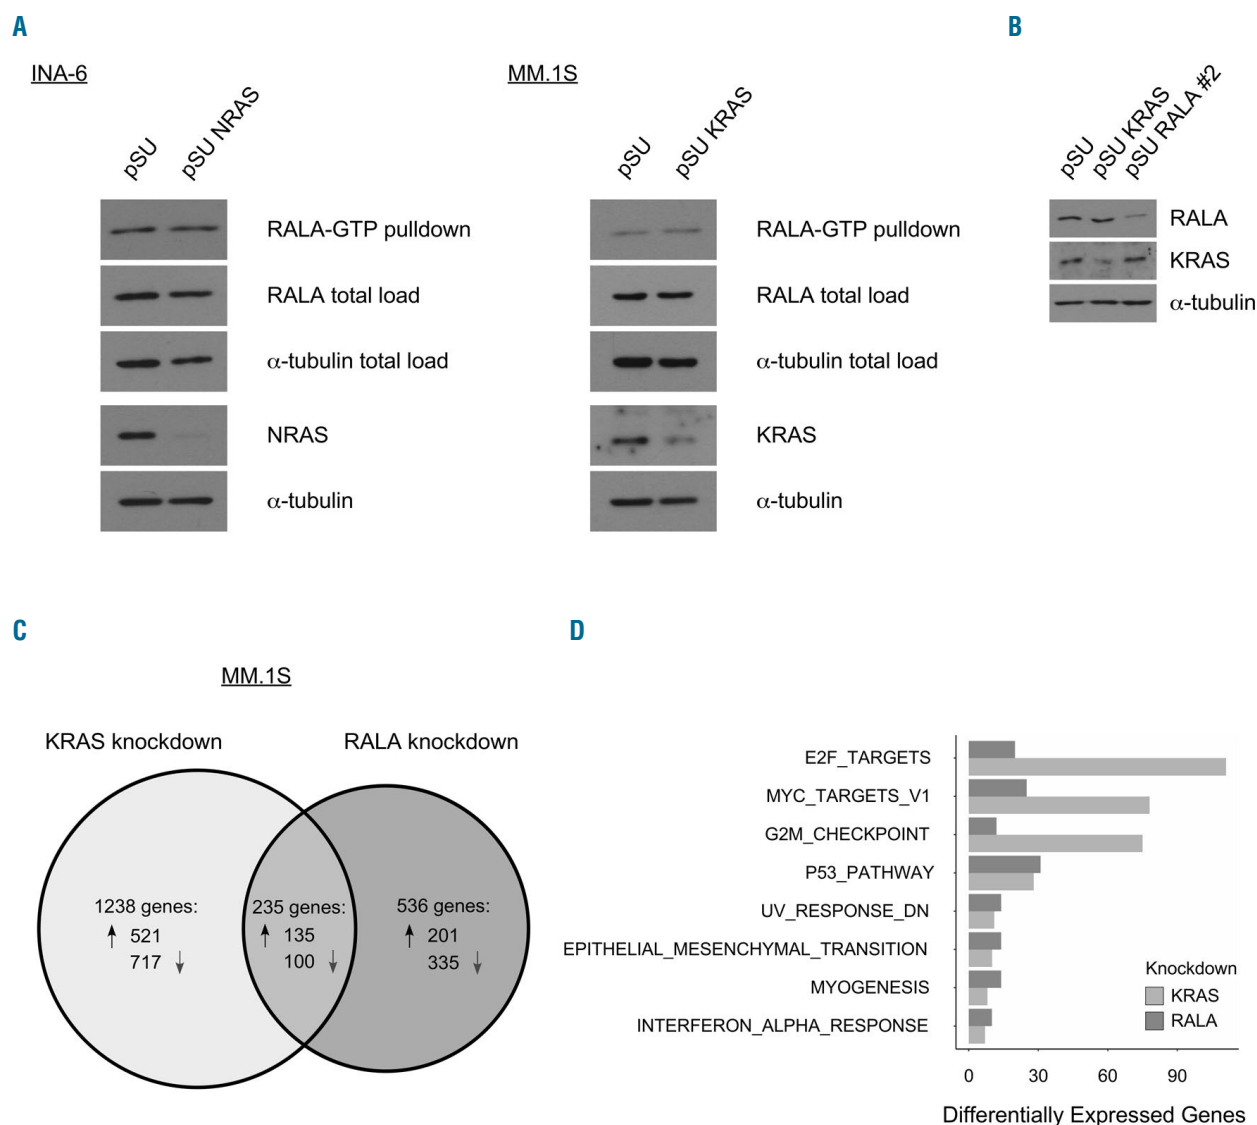 A
INA-6
pSU
pSU NRAS
RALA-GTP pulldown
RALA total load
α-tubulin total load
NRAS
α-tubulin
MM.1S
pSU
pSU KRAS
RALA-GTP pulldown
RALA total load
α-tubulin total load
KRAS
α-tubulin
B
pSU
pSU KRAS
pSU RALA #2
RALA
KRAS
α-tubulin
C
MM.1S
KRAS knockdown
RALA knockdown
1238 genes:
↑ 521
717 ↓
235 genes:
↑ 135
100 ↓
536 genes:
↑ 201
335 ↓
D
E2F_TARGETS
MYC_TARGETS_V1
G2M_CHECKPOINT
P53_PATHWAY
UV_RESPONSE_DN
EPITHELIAL_MESENCHYMAL_TRANSITION
MYOGENESIS
INTERFERON_ALPHA_RESPONSE
Knockdown
KRAS
RALA
0 30 60 90
Differentially Expressed Genes